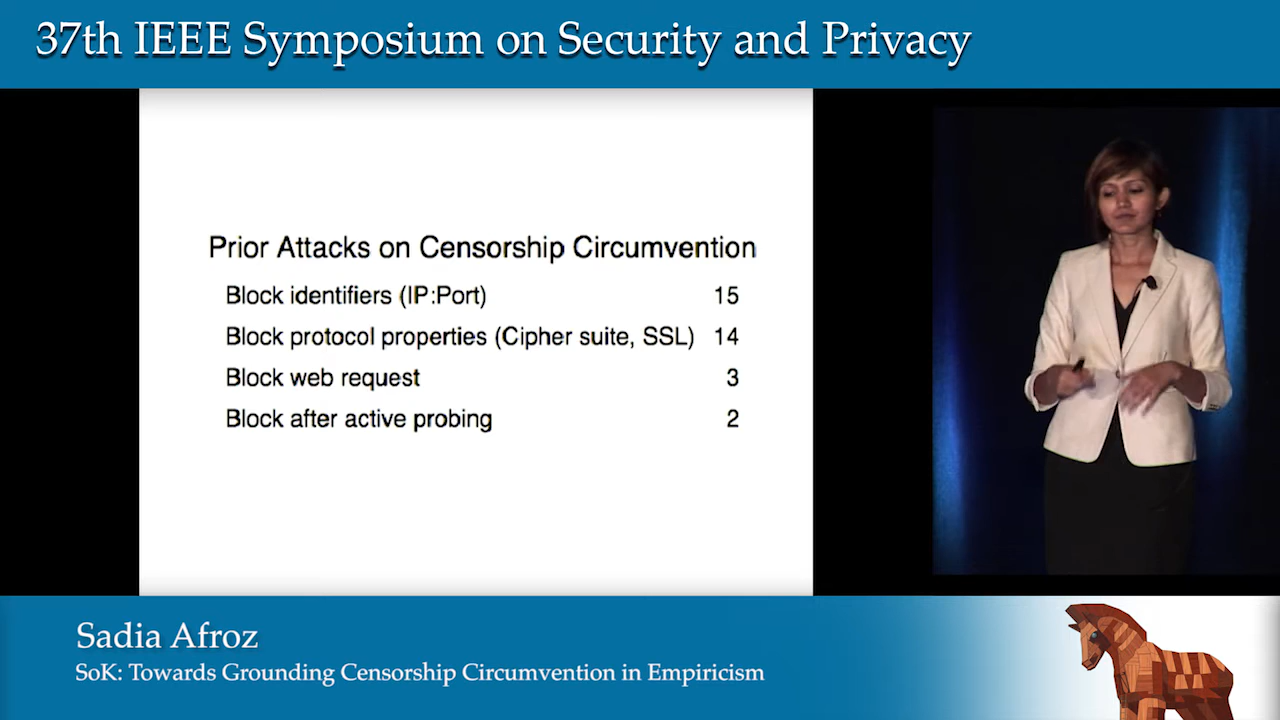 37th IEEE Symposium on Security and Privacy
Prior Attacks on Censorship Circumvention
Block identifiers (IP:Port) 15
Block protocol properties (Cipher suite, SSL) 14
Block web request 3
Block after active probing 2
Sadia Afroz
SoK: Towards Grounding Censorship Circumvention in Empiricism